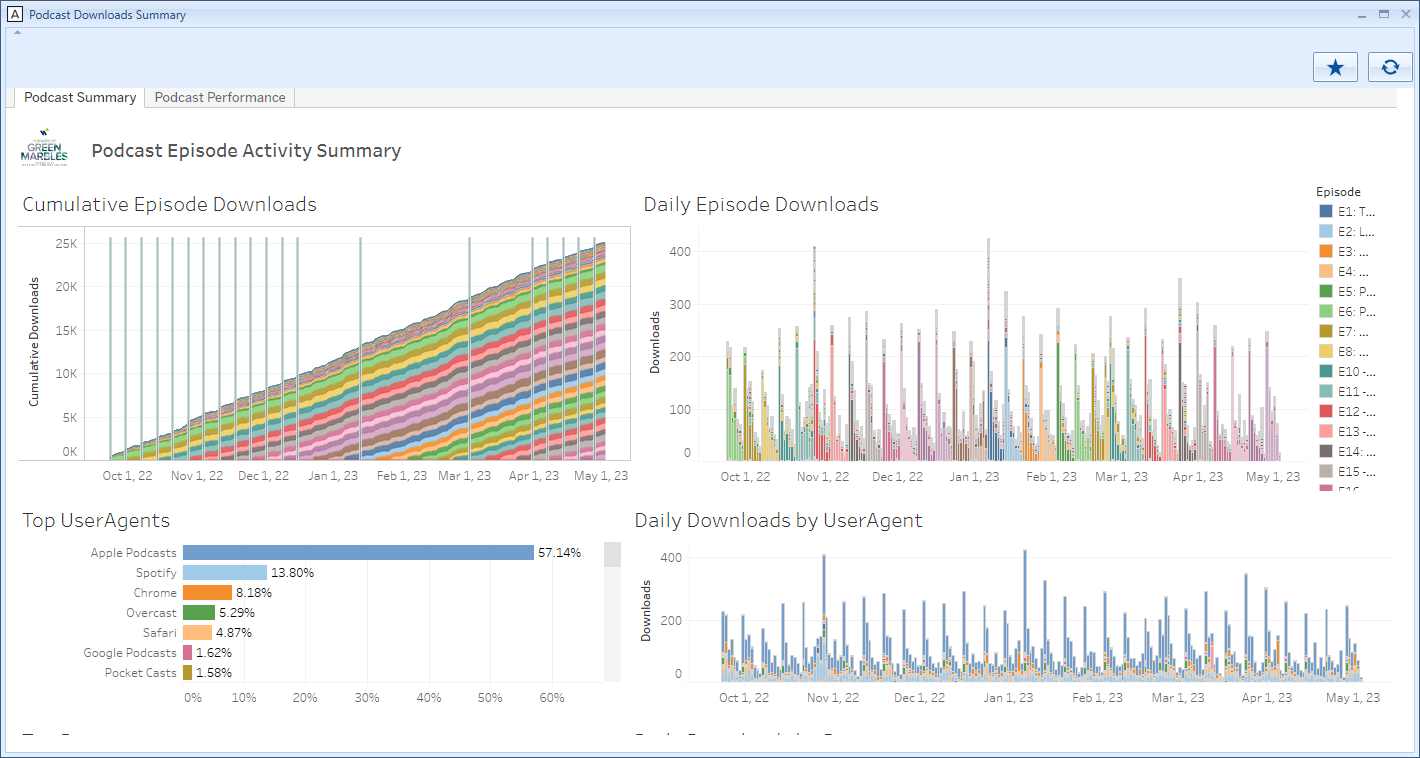 A Podcast Downloads Summary
Podcast Summary Podcast Performance
GREEN
MARBLES
Podcast Episode Activity Summary
Cumulative Episode Downloads
Cumulative Downloads
25K
20K
15K
10K
5K
0K
Oct 1, 22 Nov 1, 22 Dec 1, 22 Jan 1, 23 Feb 1, 23 Mar 1, 23 Apr 1, 23 May 1, 23
Daily Episode Downloads
Downloads
400
300
200
100
0
Oct 1, 22 Nov 1, 22 Dec 1, 22 Jan 1, 23 Feb 1, 23 Mar 1, 23 Apr 1, 23 May 1, 23
Episode
E1: T...
E2: L...
E3: ...
E4: ...
E5: P...
E6: P...
E7: ...
E8: ...
E10 -...
E11 -...
E12 -...
E13 -...
E14: ...
E15 -...
Top UserAgents
Apple Podcasts 57.14%
Spotify 13.80%
Chrome 8.18%
Overcast 5.29%
Safari 4.87%
Google Podcasts 1.62%
Pocket Casts 1.58%
0% 10% 20% 30% 40% 50% 60%
Daily Downloads by UserAgent
Downloads
400
200
0
Oct 1, 22 Nov 1, 22 Dec 1, 22 Jan 1, 23 Feb 1, 23 Mar 1, 23 Apr 1, 23 May 1, 23